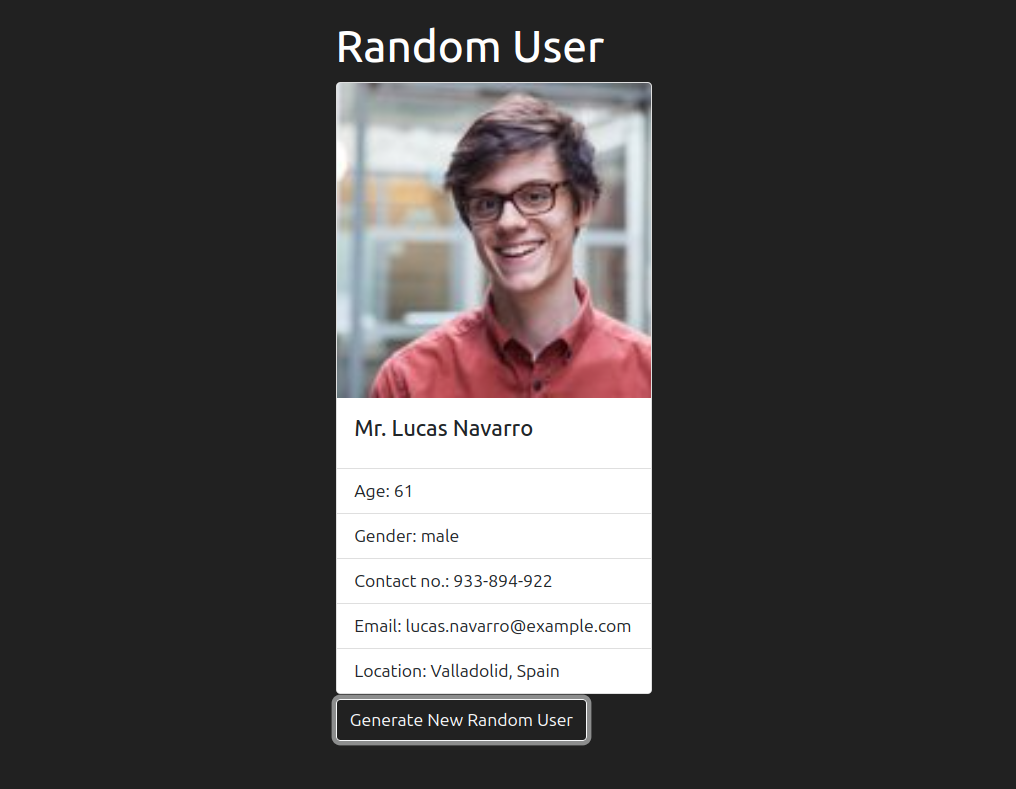 Random User
Mr. Lucas Navarro
Age: 61
Gender: male
Contact no.: 933-894-922
Email: lucas.navarro@example.com
Location: Valladolid, Spain
Generate New Random User